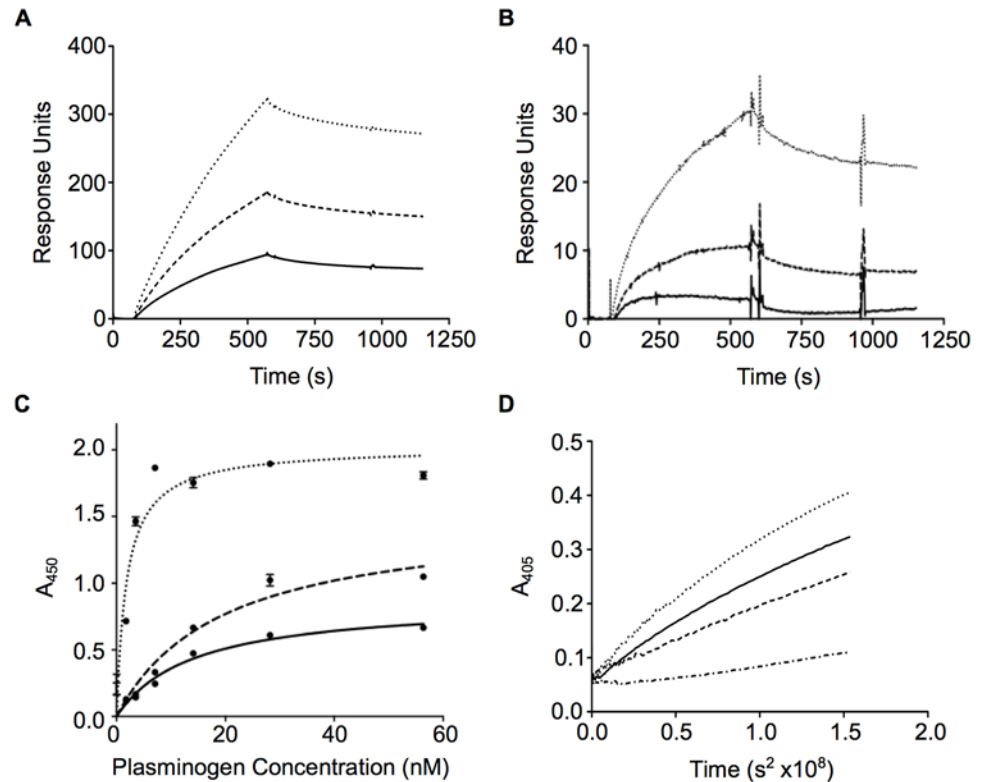 A
Response Units
400
300
200
100
0
0 250 500 750 1000 1250
Time (s)
B
Response Units
40
30
20
10
0
0 250 500 750 1000 1250
Time (s)
C
A450
2.0
1.5
1.0
0.5
0.0
0 20 40 60
Plasminogen Concentration (nM)
D
A405
0.5
0.4
0.3
0.2
0.1
0.0
0.0 0.5 1.0 1.5 2.0
Time (s² x10⁸)